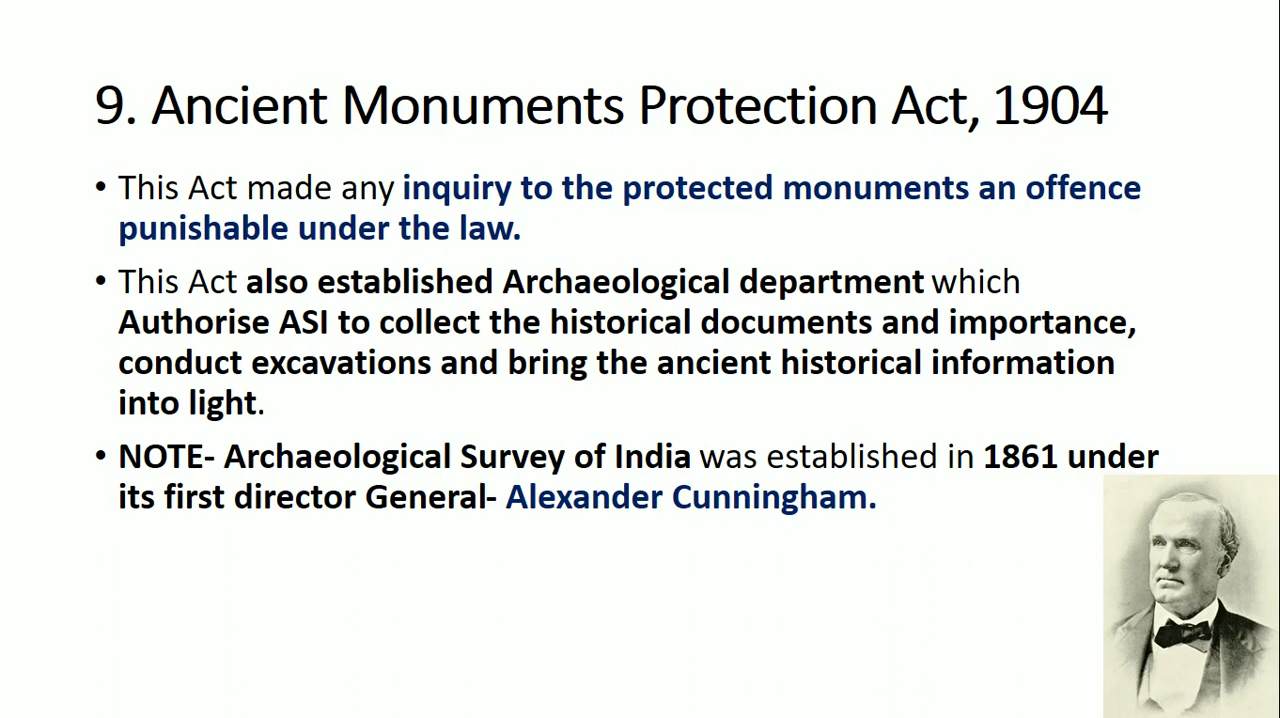 9. Ancient Monuments Protection Act, 1904
• This Act made any inquiry to the protected monuments an offence
punishable under the law.
• This Act also established Archaeological department which
Authorise ASI to collect the historical documents and importance,
conduct excavations and bring the ancient historical information
into light.
• NOTE- Archaeological Survey of India was established in 1861 under
its first director General- Alexander Cunningham.